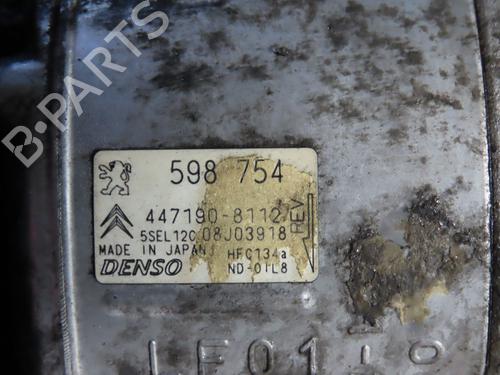 B-PARTS
598 754
447190-8112
REV
5SEL12C 08J03918
MADE IN JAPAN HFC134a
DENSO ND-OIL8